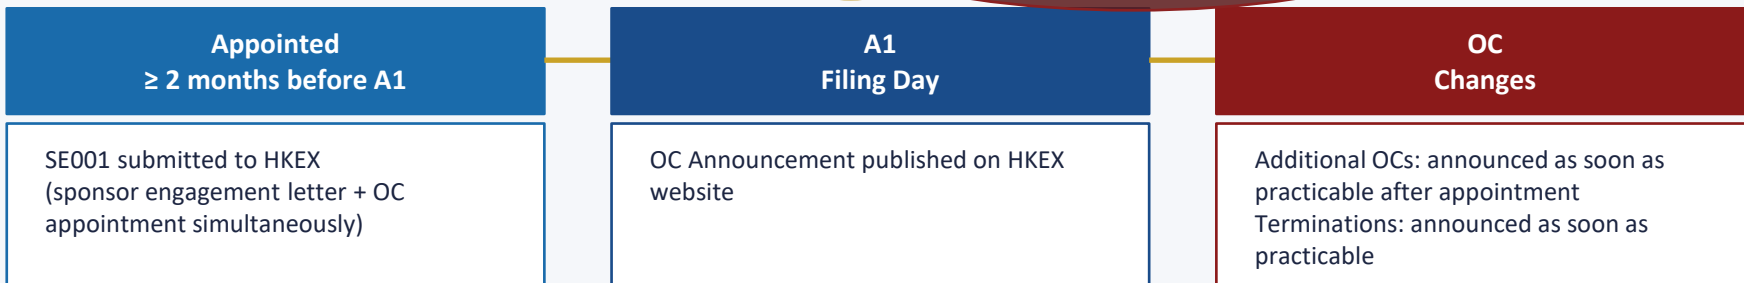 Appointed
≥ 2 months before A1
SE001 submitted to HKEX
(sponsor engagement letter + OC
appointment simultaneously)
A1
Filing Day
OC Announcement published on HKEX
website
OC
Changes
Additional OCs: announced as soon as
practicable after appointment
Terminations: announced as soon as
practicable